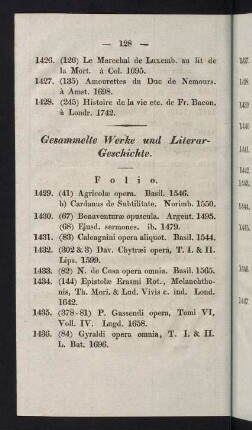 — 128 —
1426. (126) Le Marechal de Luxemb. au lit de
la Mort. à Col. 1695.
1427. (135) Amourettes du Duc de Nemours.
à Amst. 1698.
1428. (245) Histoire de la vie etc. de Fr. Bacon.
à Londr. 1742.
Gesammelte Werke und Literar-
Geschichte.
Folio.
1429. (41) Agricolæ opera. Basil. 1546.
b) Cardanus de Subtilitate. Norimb. 1550.
1430. (67) Bonaventuræ opuscula. Argent. 1495.
(68) Ejusd. sermones. ib. 1479.
1431. (83) Calcagnini opera aliquot. Basil. 1544.
1432. (302 & 3) Dav. Chytræi opera, T. I. & II.
Lips. 1599.
1433. (82) N. de Cusa opera omnia. Basil. 1565.
1434. (144) Epistolæ Erasmi Rot., Melanchtho-
nis, Th. Mori. & Lud. Vivis c. ind. Lond.
1642.
1435. (378-81) P. Gassendi opera, Tomi VI,
Voll. IV. Lugd. 1658.
1436. (84) Gyraldi opera omnia, T. I. & II.
L. Bat. 1696.